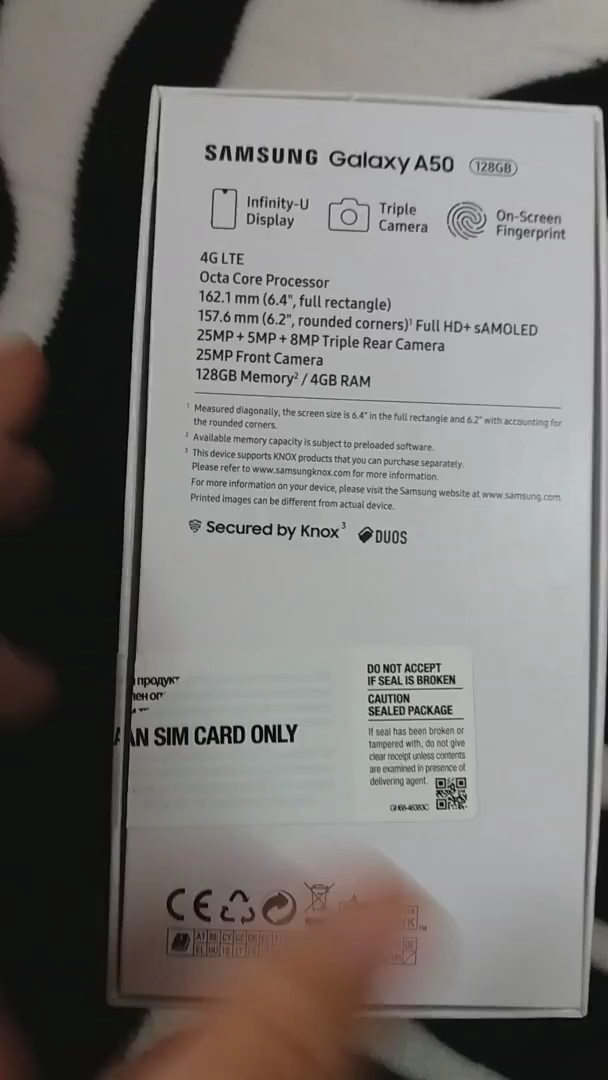 SAMSUNG Galaxy A50 128GB
Infinity-U
Display
Triple
Camera
On-Screen
Fingerprint
4G LTE
Octa Core Processor
162.1 mm (6.4", full rectangle)
157.6 mm (6.2", rounded corners)¹ Full HD+ sAMOLED
25MP + 5MP + 8MP Triple Rear Camera
25MP Front Camera
128GB Memory² / 4GB RAM
¹ Measured diagonally, the screen size is 6.4" in the full rectangle and 6.2" with accounting for
the rounded corners.
² Available memory capacity is subject to preloaded software.
³ This device supports KNOX products that you can purchase separately.
Please refer to www.samsungknox.com for more information.
For more information on your device, please visit the Samsung website at www.samsung.com
Printed images can be different from actual device.
Secured by Knox³ DUOS
продукт
AN SIM CARD ONLY
DO NOT ACCEPT
IF SEAL IS BROKEN
CAUTION
SEALED PACKAGE
If seal has been broken or
tampered with, do not give
clear receipt unless contents
are examined in presence of
delivering agent.
GH68-46383C
CE